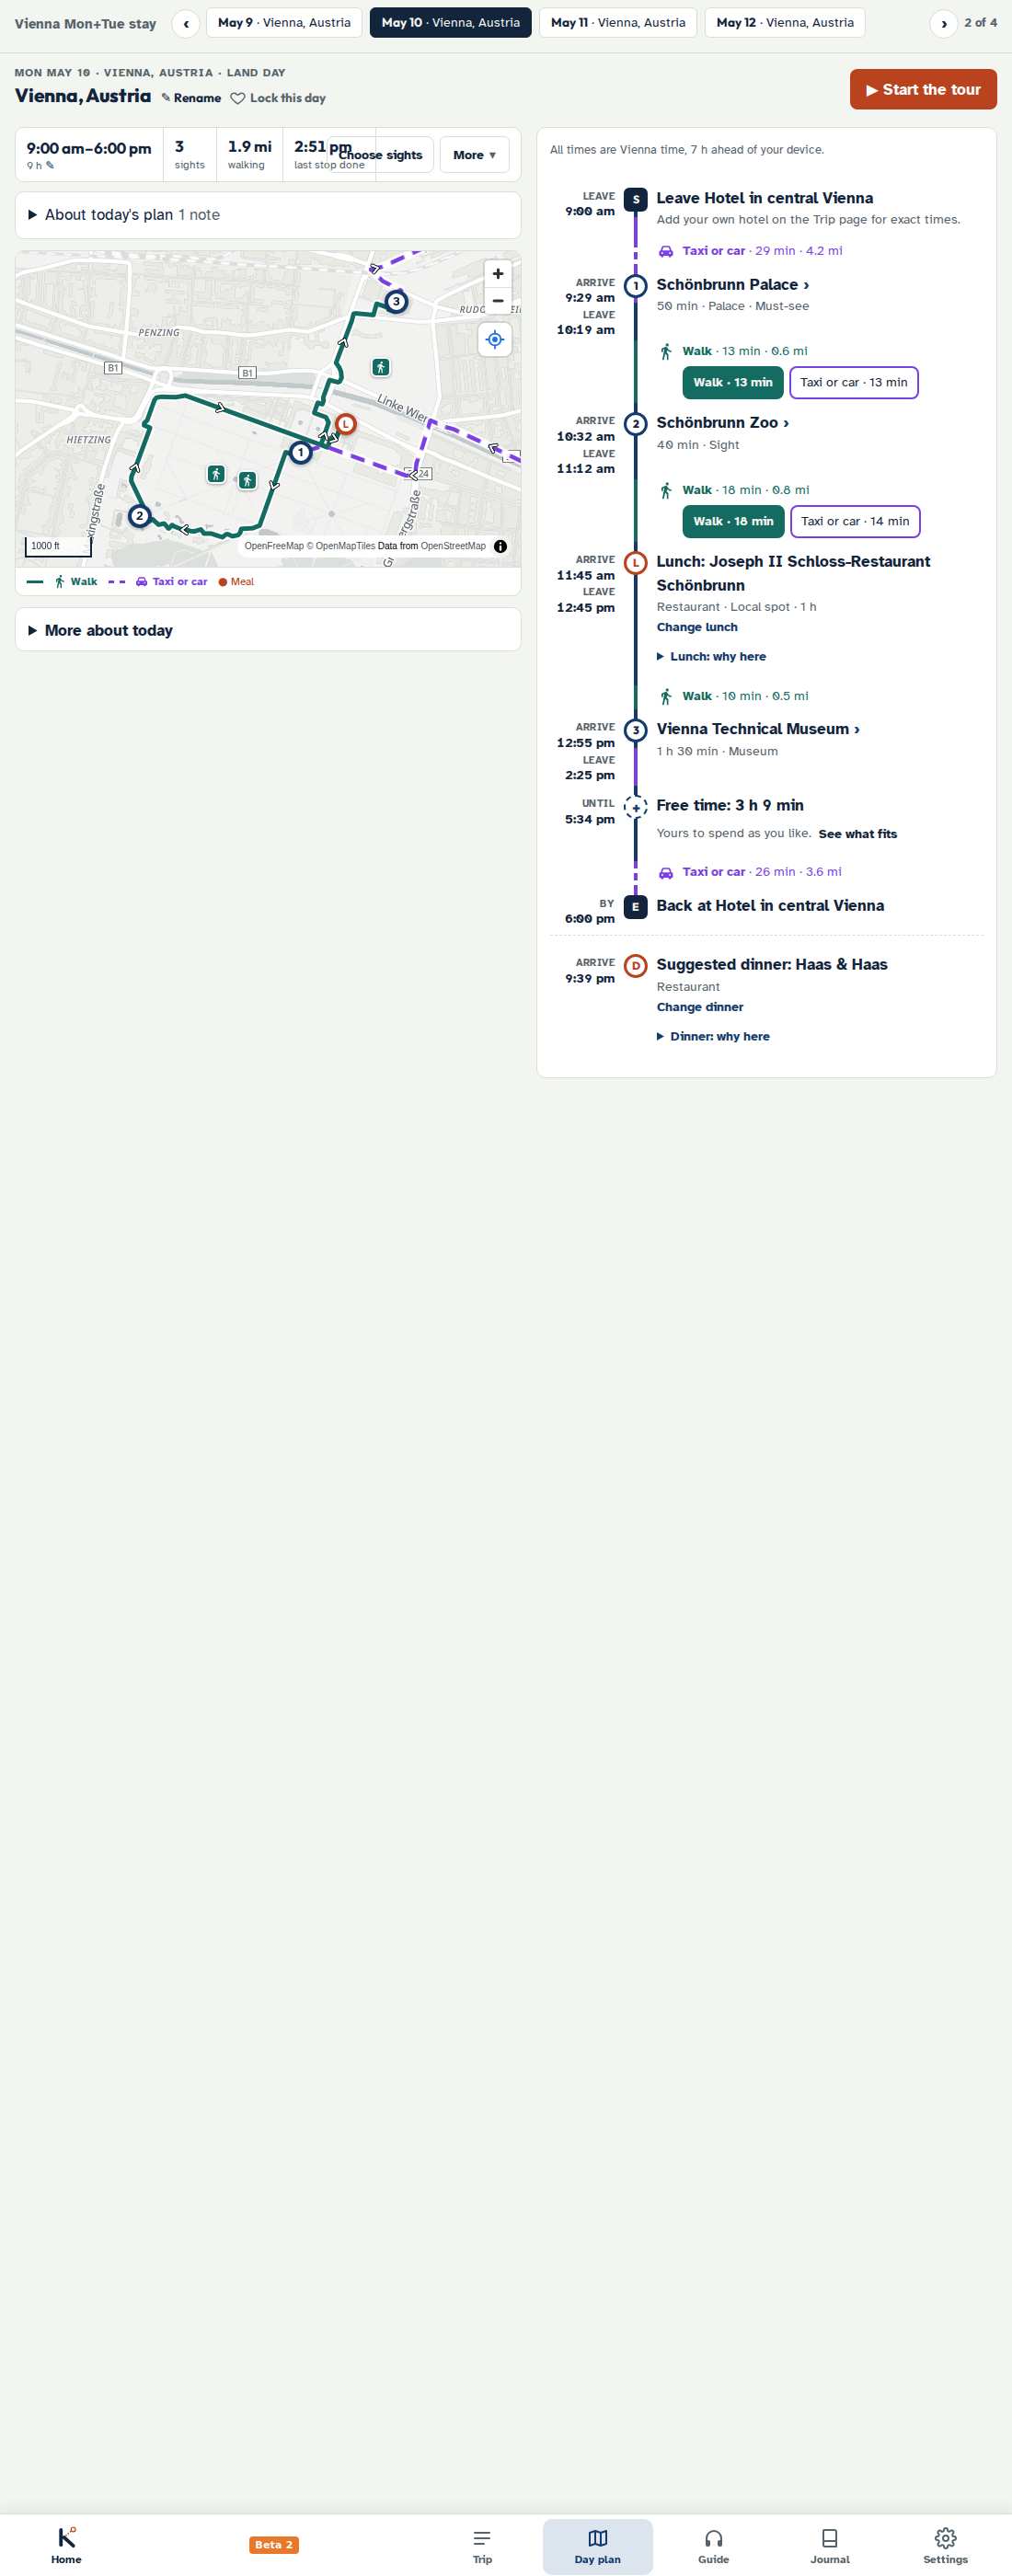 Vienna Mon+Tue stay
‹
May 9 · Vienna, Austria
May 10 · Vienna, Austria
May 11 · Vienna, Austria
May 12 · Vienna, Austria
›
2 of 4
MON MAY 10 · VIENNA, AUSTRIA · LAND DAY
Vienna, Austria
✎ Rename
Lock this day
▶ Start the tour
9:00 am–6:00 pm
9 h ✎
3
sights
1.9 mi
walking
2:51 pm
last stop done
Choose sights
More ▼
▶ About today's plan 1 note
PENZING
B1
B1
HIETZING
Linke Wier
3
L
1
2
+
−
1000 ft
OpenFreeMap © OpenMapTiles Data from OpenStreetMap
Walk
Taxi or car
Meal
▶ More about today
All times are Vienna time, 7 h ahead of your device.
LEAVE
9:00 am
S
Leave Hotel in central Vienna
Add your own hotel on the Trip page for exact times.
Taxi or car · 29 min · 4.2 mi
ARRIVE
9:29 am
LEAVE
10:19 am
1
Schönbrunn Palace ›
50 min · Palace · Must-see
Walk · 13 min · 0.6 mi
Walk · 13 min
Taxi or car · 13 min
ARRIVE
10:32 am
LEAVE
11:12 am
2
Schönbrunn Zoo ›
40 min · Sight
Walk · 18 min · 0.8 mi
Walk · 18 min
Taxi or car · 14 min
ARRIVE
11:45 am
LEAVE
12:45 pm
L
Lunch: Joseph II Schloss-Restaurant
Schönbrunn
Restaurant · Local spot · 1 h
Change lunch
▶ Lunch: why here
Walk · 10 min · 0.5 mi
ARRIVE
12:55 pm
LEAVE
2:25 pm
3
Vienna Technical Museum ›
1 h 30 min · Museum
UNTIL
5:34 pm
+
Free time: 3 h 9 min
Yours to spend as you like. See what fits
Taxi or car · 26 min · 3.6 mi
BY
6:00 pm
E
Back at Hotel in central Vienna
ARRIVE
9:39 pm
D
Suggested dinner: Haas & Haas
Restaurant
Change dinner
▶ Dinner: why here
Home
Beta 2
Trip
Day plan
Guide
Journal
Settings